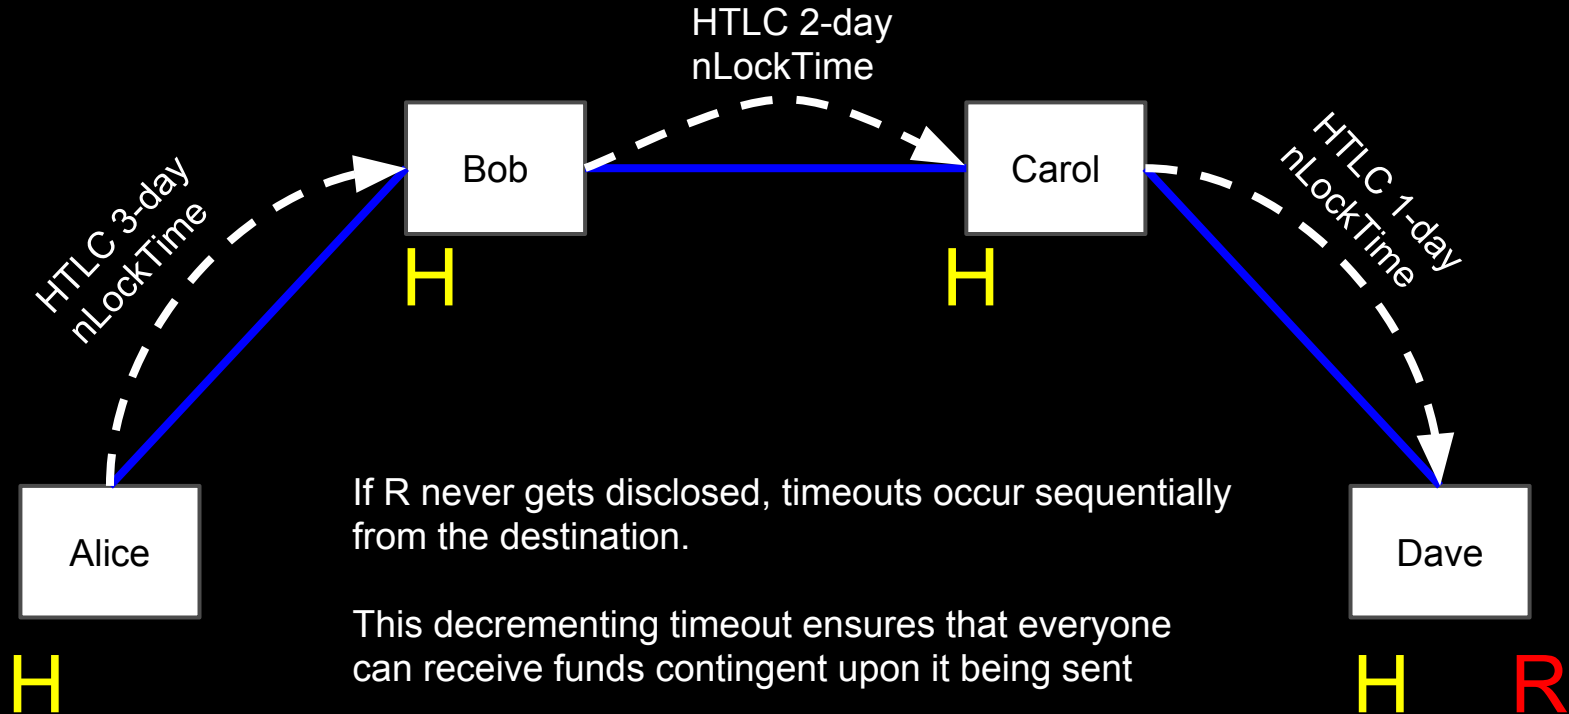 HTLC 2-day
nLockTime
HTLC 3-day
nLockTime
HTLC 1-day
nLockTime
Bob
Carol
H
H
Alice
Dave
If R never gets disclosed, timeouts occur sequentially
from the destination.
This decrementing timeout ensures that everyone
can receive funds contingent upon it being sent
H
H
R